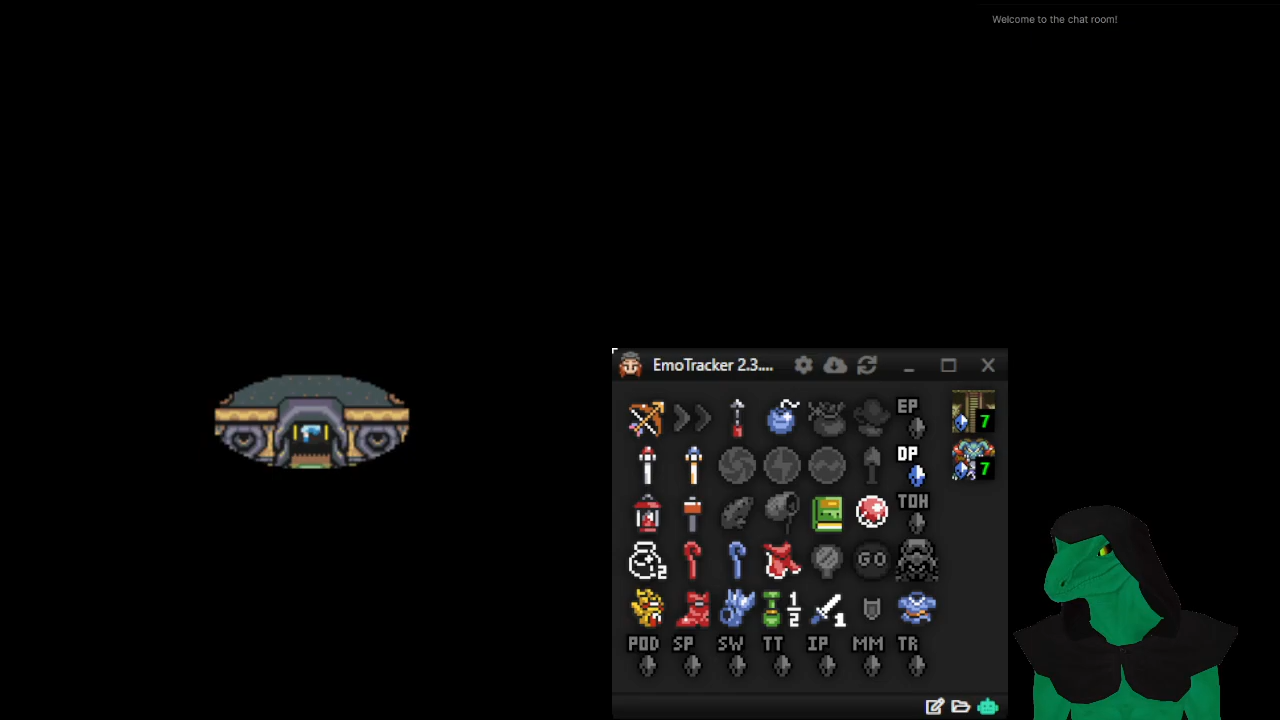 Welcome to the chat room!
EmoTracker 2.3....
EP
7
DP
7
TOH
2
GO
1
2
1
POD SP SW TT IP MM TR